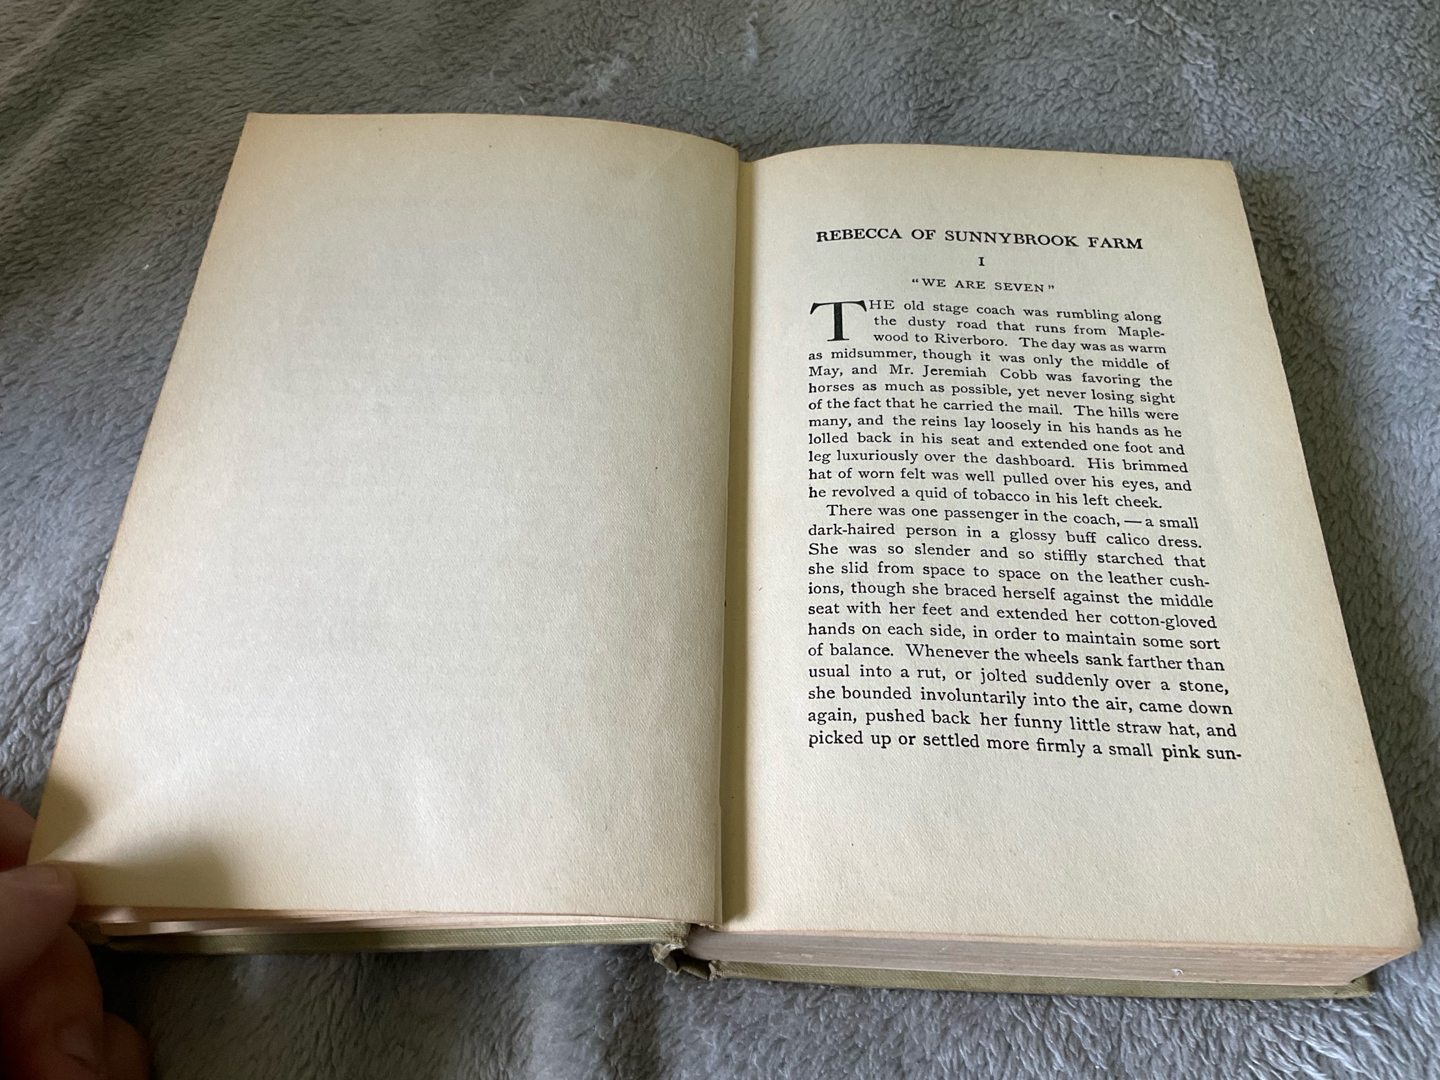 REBECCA OF SUNNYBROOK FARM
I
"WE ARE SEVEN"
THE old stage coach was rumbling along
the dusty road that runs from Maple-
wood to Riverboro. The day was as warm
as midsummer, though it was only the middle of
May, and Mr. Jeremiah Cobb was favoring the
horses as much as possible, yet never losing sight
of the fact that he carried the mail. The hills were
many, and the reins lay loosely in his hands as he
lolled back in his seat and extended one foot and
leg luxuriously over the dashboard. His brimmed
hat of worn felt was well pulled over his eyes, and
he revolved a quid of tobacco in his left cheek.
There was one passenger in the coach, — a small
dark-haired person in a glossy buff calico dress.
She was so slender and so stiffly starched that
she slid from space to space on the leather cush-
ions, though she braced herself against the middle
seat with her feet and extended her cotton-gloved
hands on each side, in order to maintain some sort
of balance. Whenever the wheels sank farther than
usual into a rut, or jolted suddenly over a stone,
she bounded involuntarily into the air, came down
again, pushed back her funny little straw hat, and
picked up or settled more firmly a small pink sun-